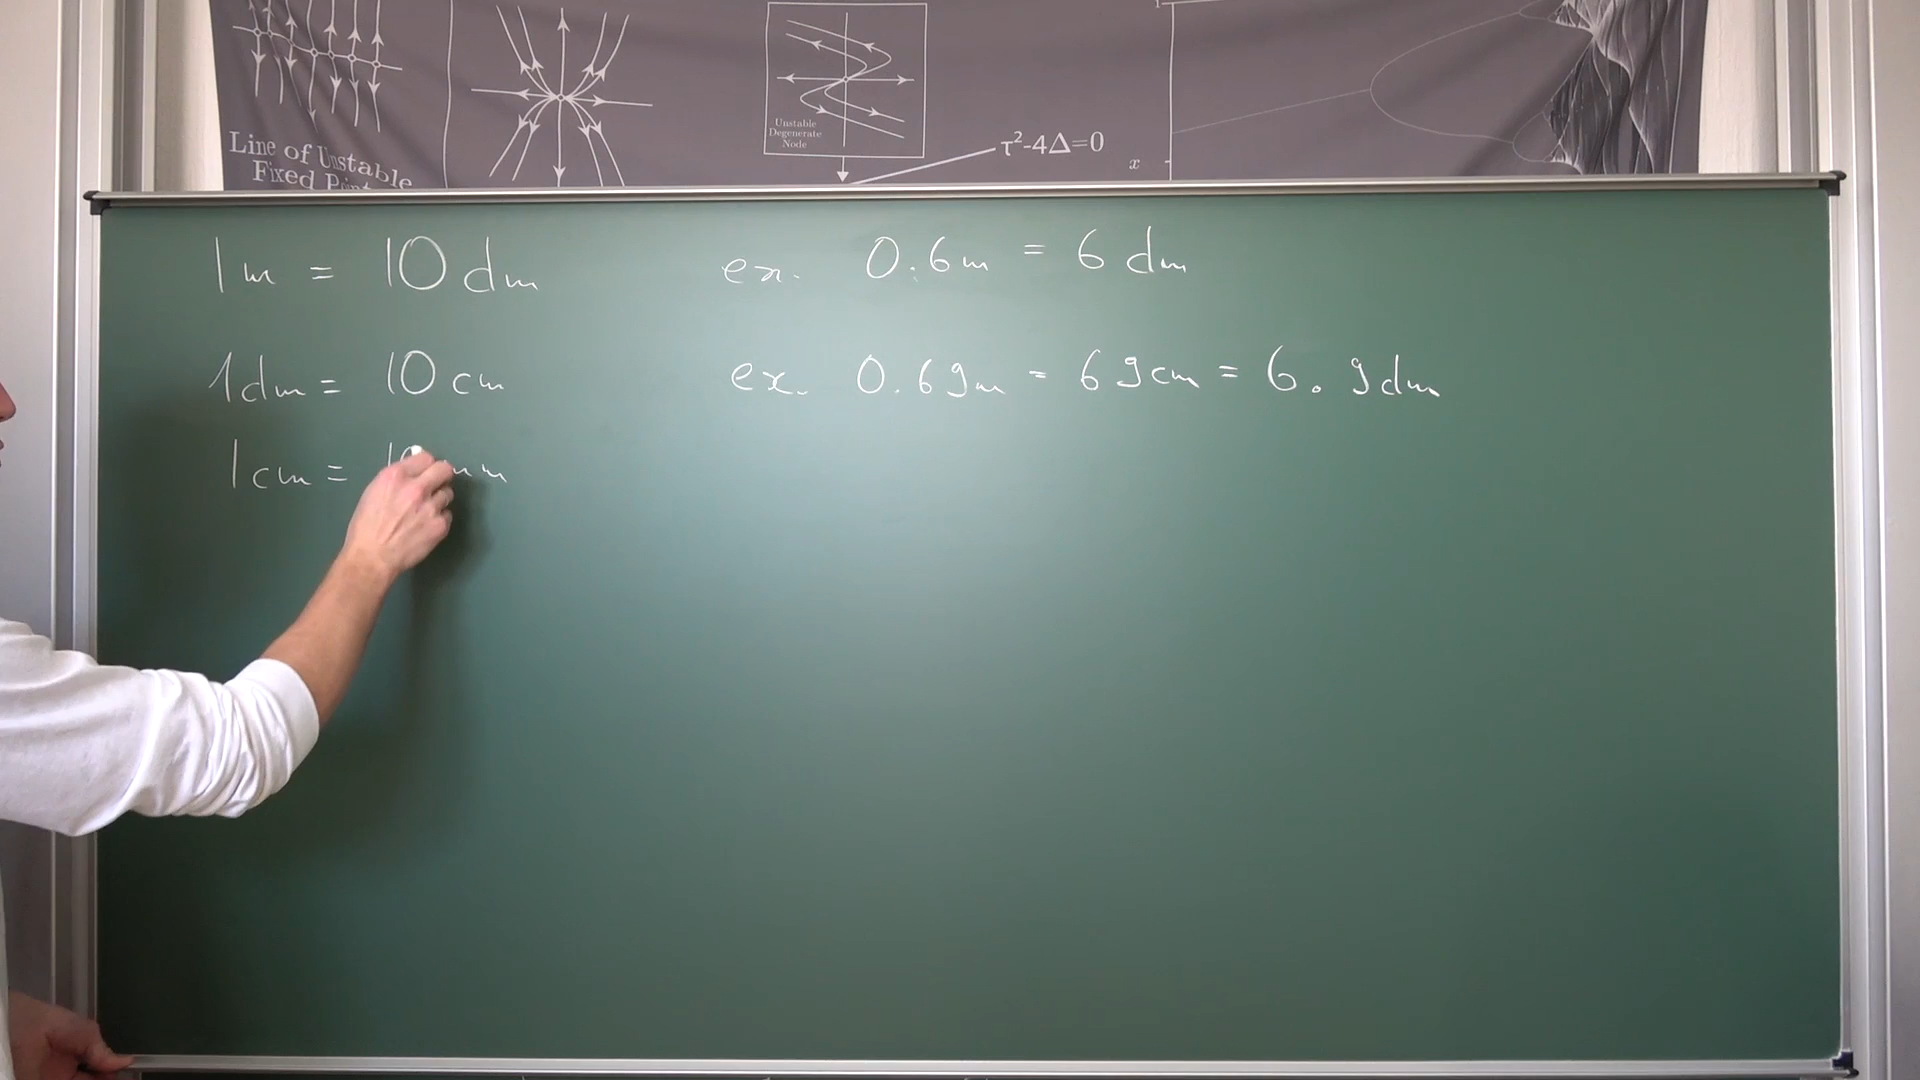 Line of Unstable
Fixed Points
Unstable
Degenerate
Node
τ²-4Δ=0
x
1m = 10 dm ex. 0.6m = 6 dm
1dm = 10 cm ex. 0.69m = 69cm = 6.9dm
1cm = 10 mm